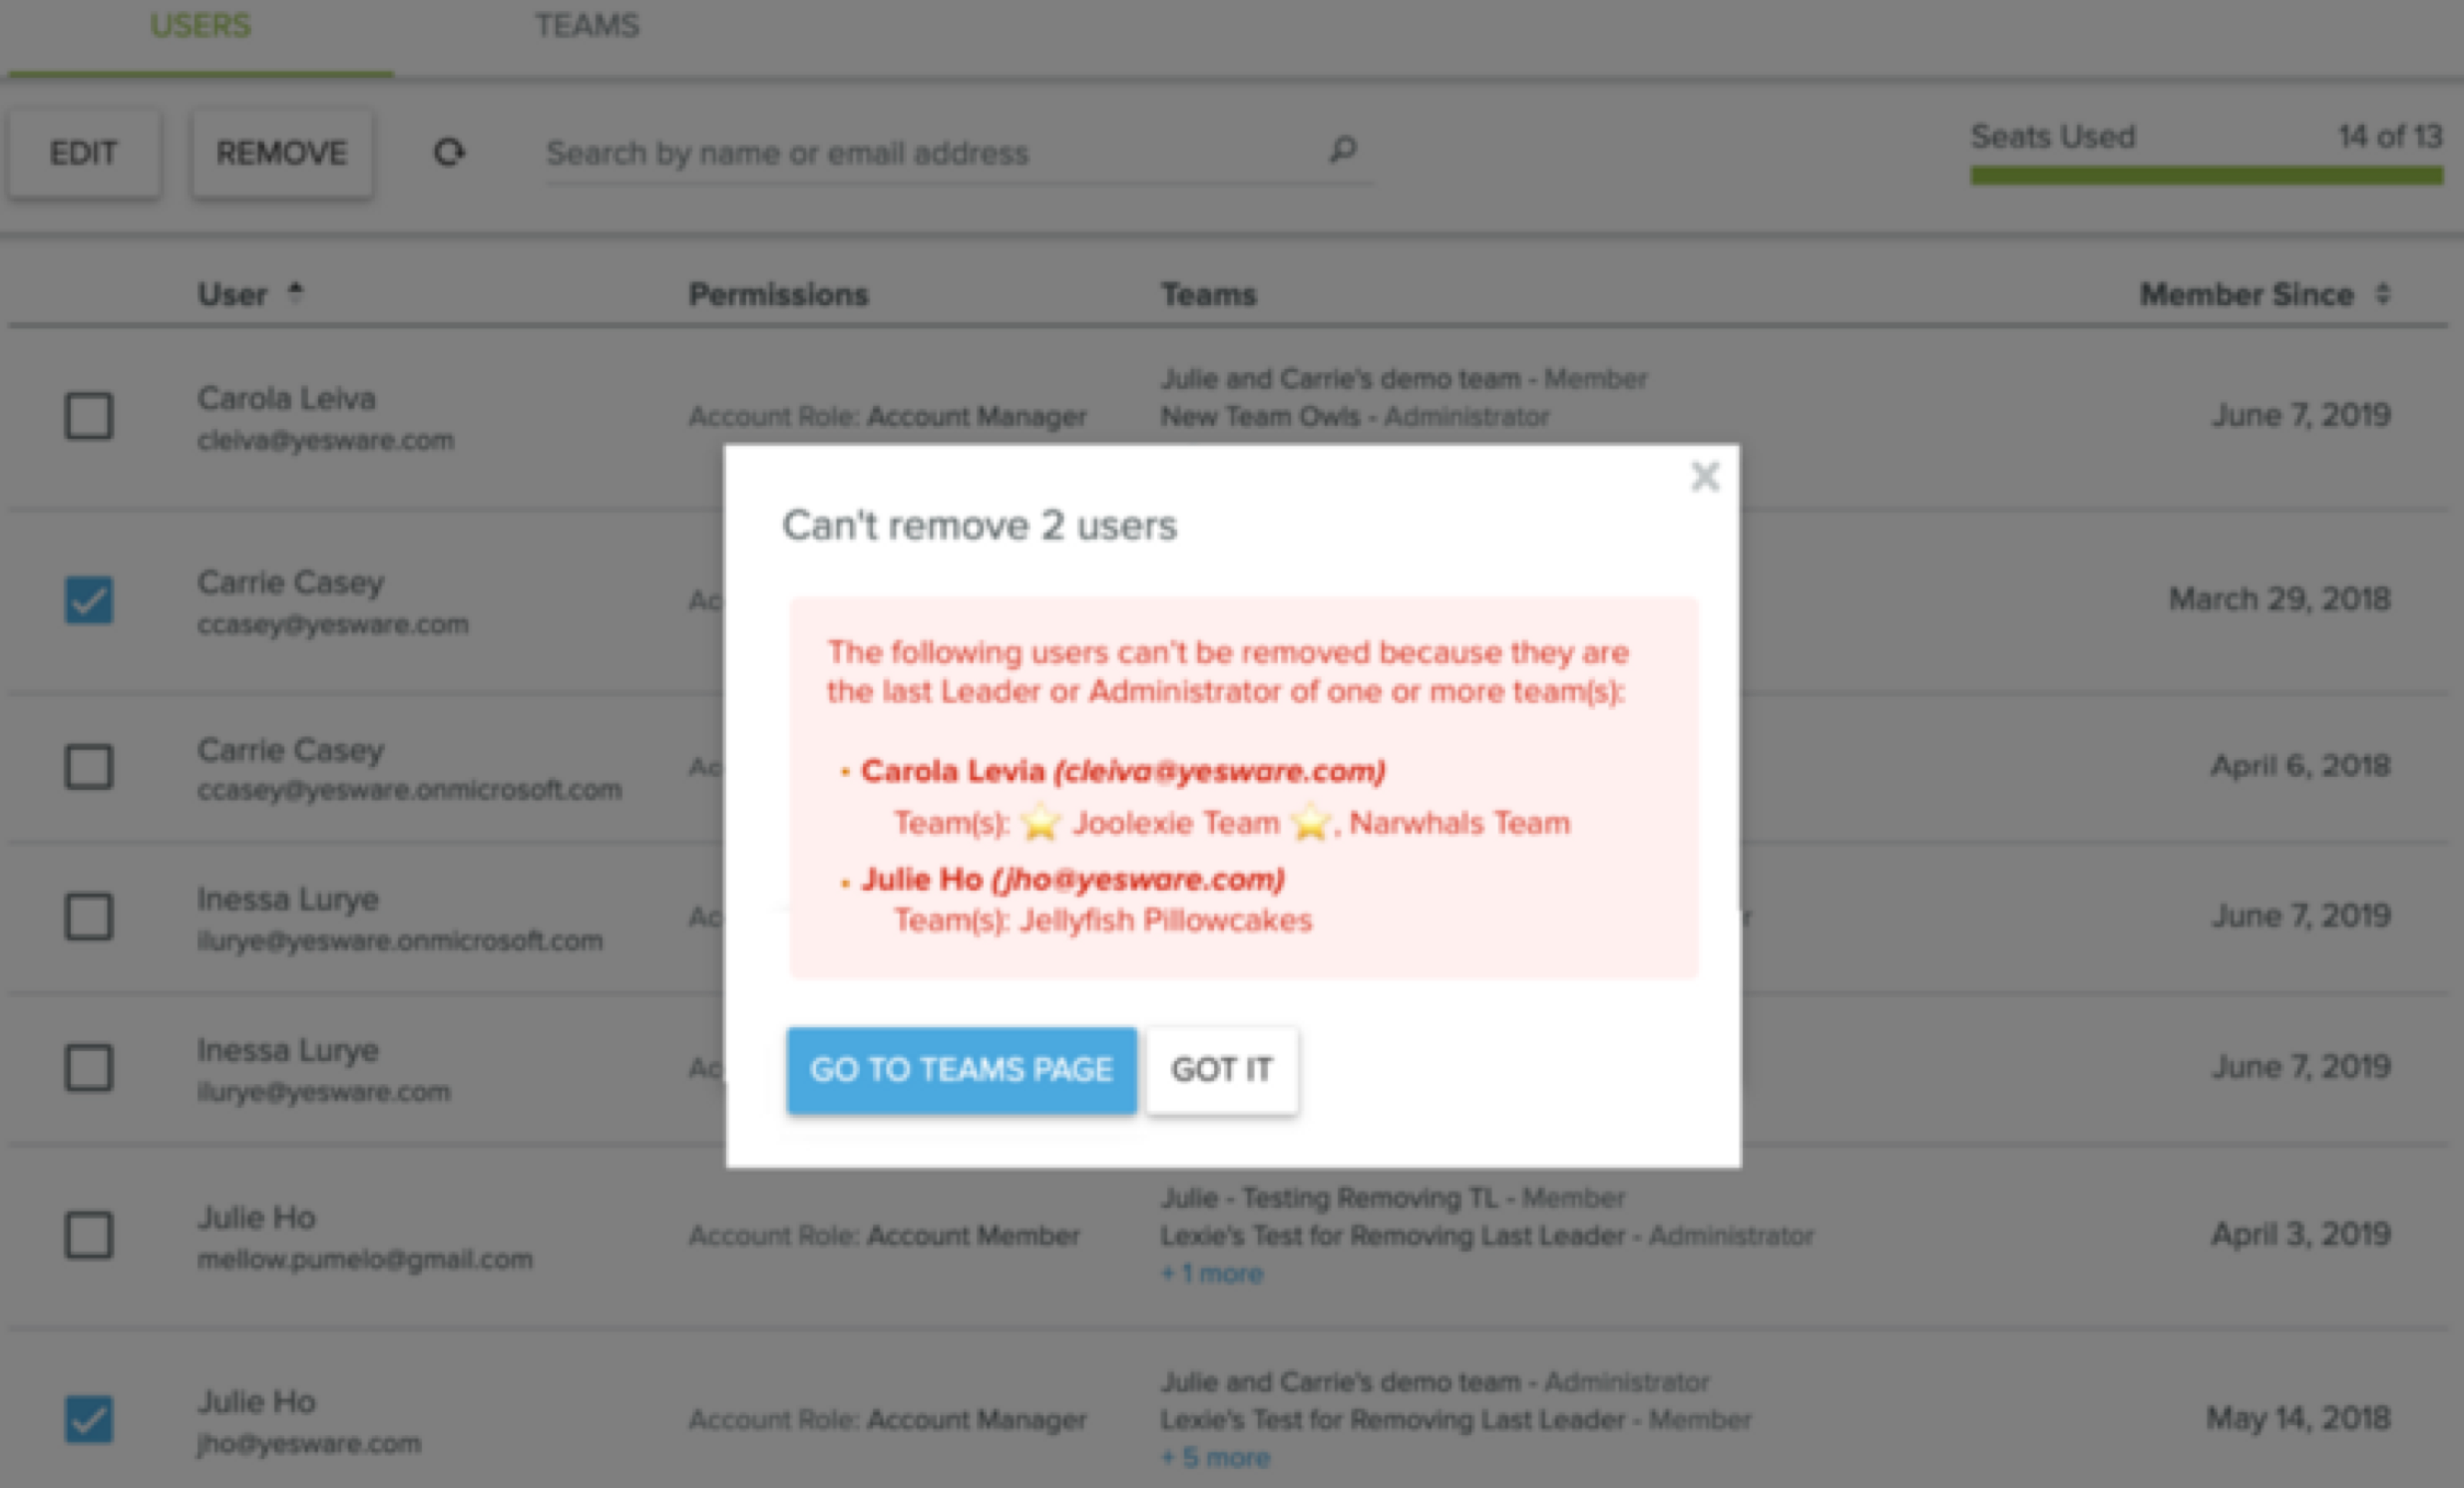 USERS TEAMS
EDIT REMOVE Search by name or email address Seats Used 14 of 13
User Permissions Teams Member Since
Carola Leiva
cleiva@yesware.com
Account Role: Account Manager
Julie and Carrie's demo team - Member
New Team Owls - Administrator
June 7, 2019
Carrie Casey
ccasey@yesware.com
Ac
March 29, 2018
Carrie Casey
ccasey@yesware.onmicrosoft.com
Ac
April 6, 2018
Inessa Lurye
ilurye@yesware.onmicrosoft.com
Ac
r
June 7, 2019
Inessa Lurye
ilurye@yesware.com
Ac
June 7, 2019
Can't remove 2 users
X
The following users can't be removed because they are
the last Leader or Administrator of one or more team(s):
· Carola Levia (cleiva@yesware.com)
Team(s): ⭐ Joolexie Team ⭐, Narwhals Team
· Julie Ho (jho@yesware.com)
Team(s): Jellyfish Pillowcakes
GO TO TEAMS PAGE GOT IT
Julie Ho
mellow.pumelo@gmail.com
Account Role: Account Member
Julie - Testing Removing TL - Member
Lexie's Test for Removing Last Leader - Administrator
+ 1 more
April 3, 2019
Julie Ho
jho@yesware.com
Account Role: Account Manager
Julie and Carrie's demo team - Administrator
Lexie's Test for Removing Last Leader - Member
+ 5 more
May 14, 2018